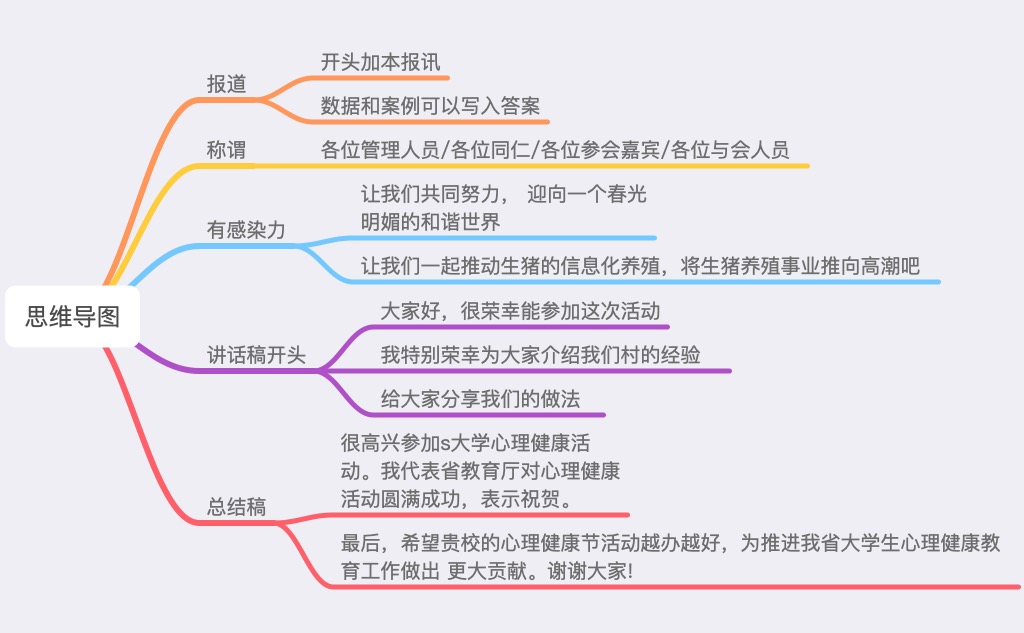 思维导图
报道
开头加本报讯
数据和案例可以写入答案
称谓
各位管理人员/各位同仁/各位参会嘉宾/各位与会人员
有感染力
让我们共同努力， 迎向一个春光
明媚的和谐世界
让我们一起推动生猪的信息化养殖，将生猪养殖事业推向高潮吧
讲话稿开头
大家好，很荣幸能参加这次活动
我特别荣幸为大家介绍我们村的经验
给大家分享我们的做法
总结稿
很高兴参加s大学心理健康活
动。我代表省教育厅对心理健康
活动圆满成功，表示祝贺。
最后，希望贵校的心理健康节活动越办越好，为推进我省大学生心理健康教
育工作做出 更大贡献。谢谢大家!